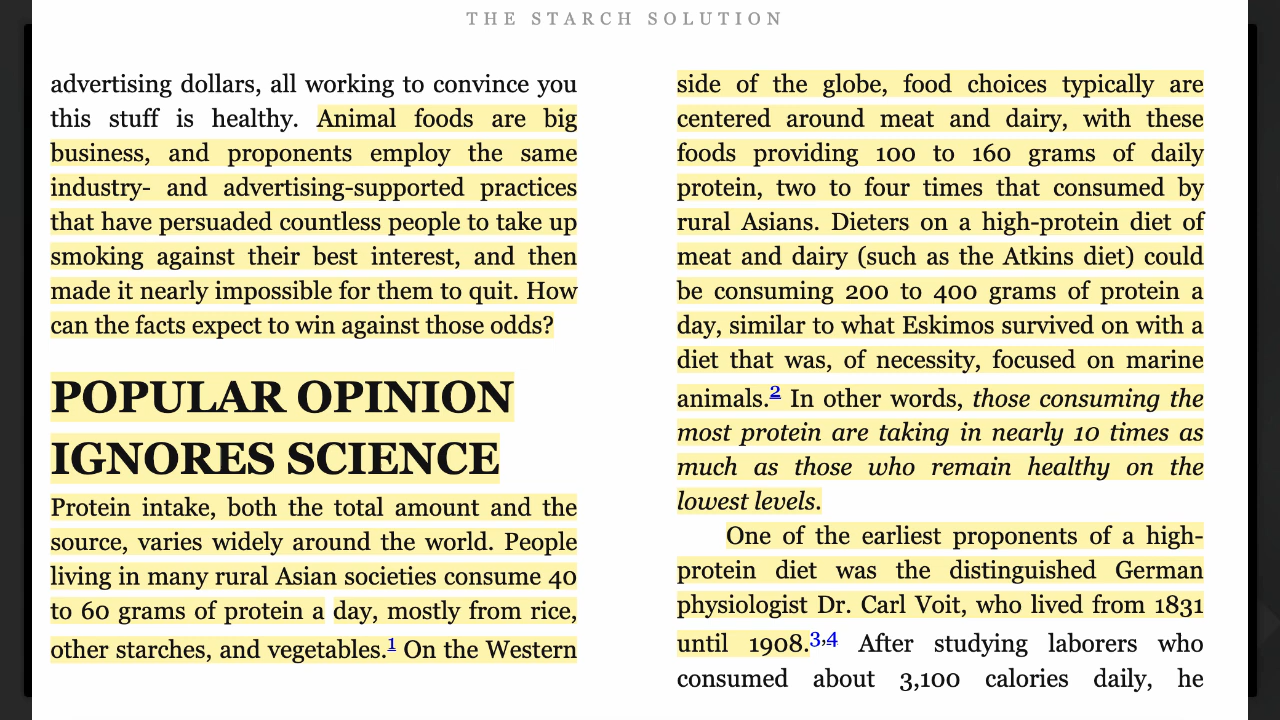 THE STARCH SOLUTION
advertising dollars, all working to convince you
this stuff is healthy. Animal foods are big
business, and proponents employ the same
industry- and advertising-supported practices
that have persuaded countless people to take up
smoking against their best interest, and then
made it nearly impossible for them to quit. How
can the facts expect to win against those odds?
POPULAR OPINION
IGNORES SCIENCE
Protein intake, both the total amount and the
source, varies widely around the world. People
living in many rural Asian societies consume 40
to 60 grams of protein a day, mostly from rice,
other starches, and vegetables.1 On the Western
side of the globe, food choices typically are
centered around meat and dairy, with these
foods providing 100 to 160 grams of daily
protein, two to four times that consumed by
rural Asians. Dieters on a high-protein diet of
meat and dairy (such as the Atkins diet) could
be consuming 200 to 400 grams of protein a
day, similar to what Eskimos survived on with a
diet that was, of necessity, focused on marine
animals.2 In other words, those consuming the
most protein are taking in nearly 10 times as
much as those who remain healthy on the
lowest levels.
One of the earliest proponents of a high-
protein diet was the distinguished German
physiologist Dr. Carl Voit, who lived from 1831
until 1908.3,4 After studying laborers who
consumed about 3,100 calories daily, he